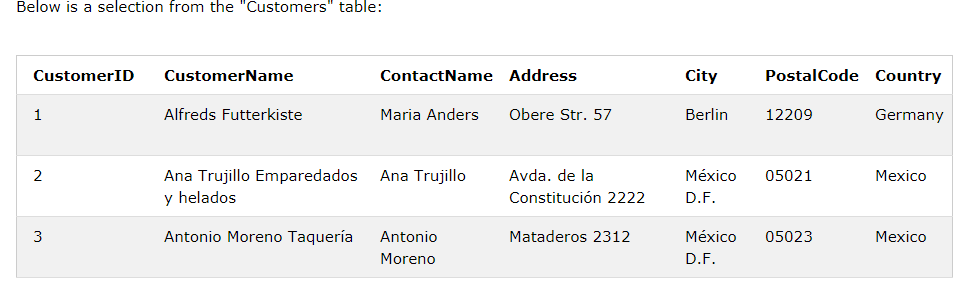 Below is a selection from the "Customers" table:
CustomerID CustomerName ContactName Address City PostalCode Country
1 Alfreds Futterkiste Maria Anders Obere Str. 57 Berlin 12209 Germany
2 Ana Trujillo Emparedados Ana Trujillo Avda. de la México 05021 Mexico
y helados Constitución 2222 D.F.
3 Antonio Moreno Taquería Antonio Mataderos 2312 México 05023 Mexico
Moreno D.F.